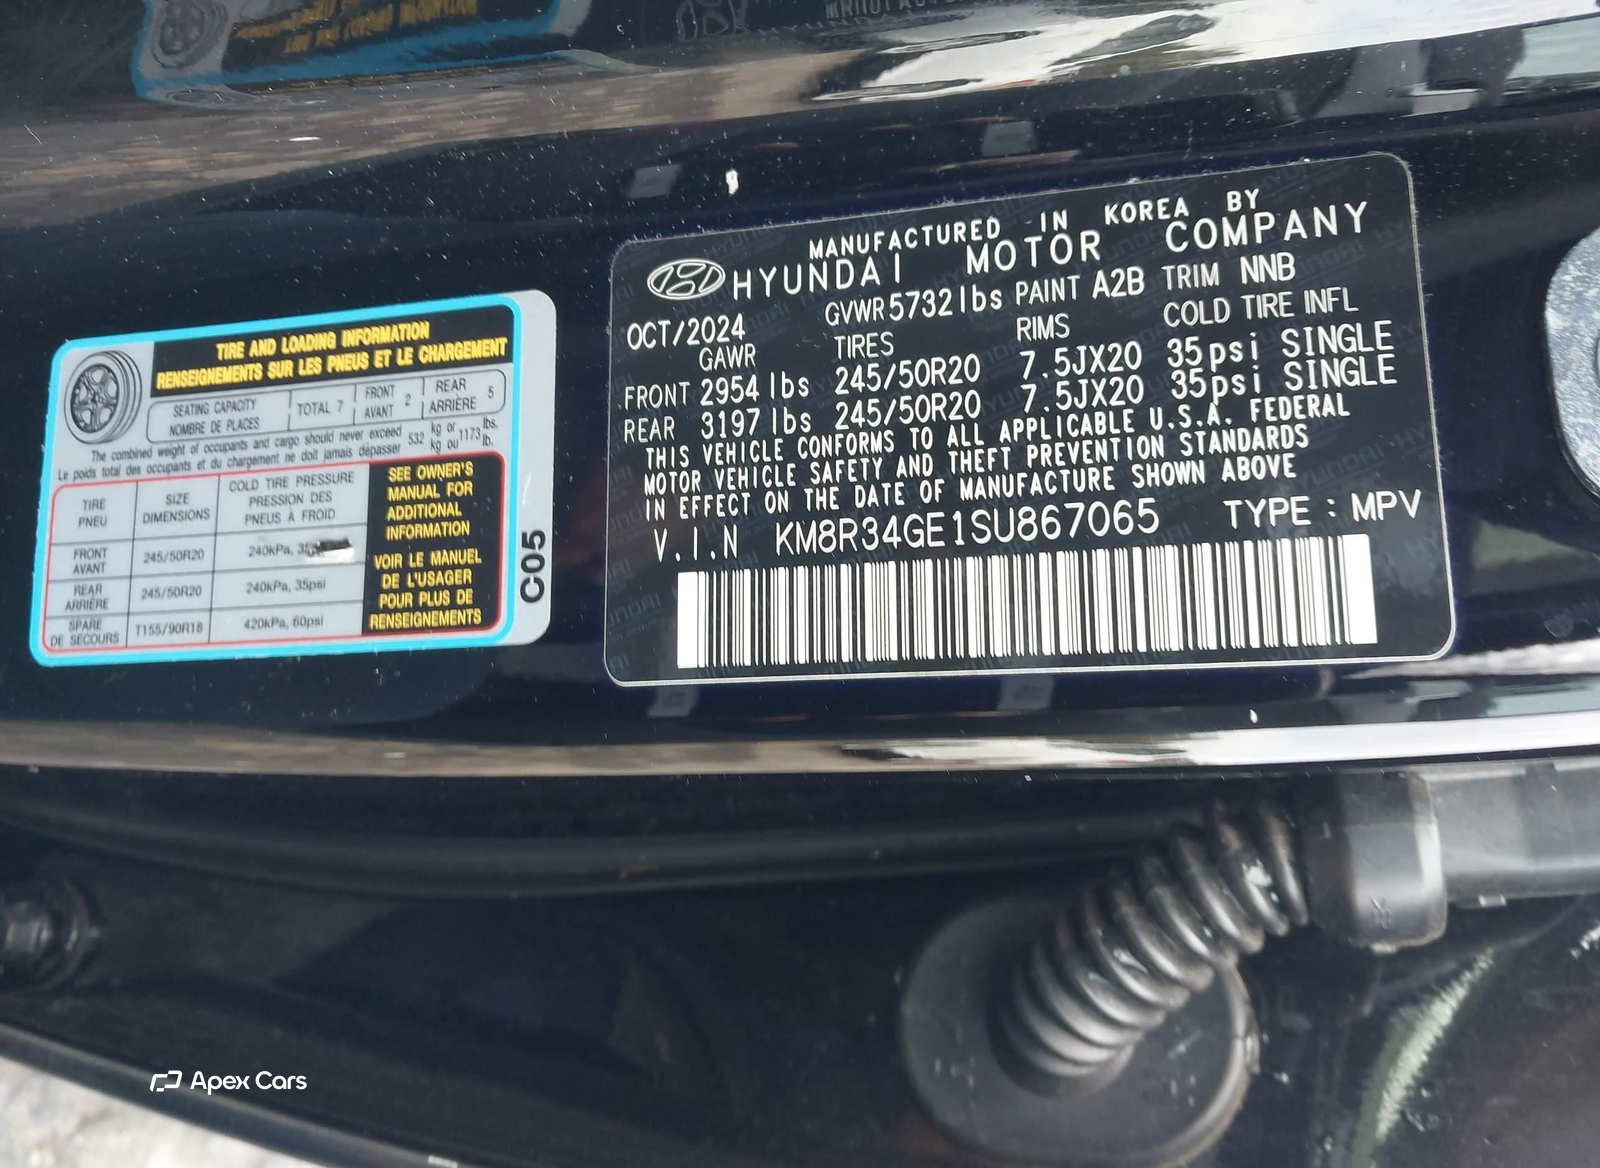 TIRE AND LOADING INFORMATION
RENSEIGNEMENTS SUR LES PNEUS ET LE CHARGEMENT
SEATING CAPACITY
NOMBRE DE PLACES
TOTAL 7
FRONT
AVANT 2
REAR
ARRIÈRE 5
The combined weight of occupants and cargo should never exceed 532 kg or 1173 lbs.
Le poids total des occupants et du chargement ne doit jamais dépasser kg ou lb.
TIRE
PNEU
SIZE
DIMENSIONS
COLD TIRE PRESSURE
PRESSION DES
PNEUS À FROID
FRONT
AVANT
245/50R20
240kPa,
REAR
ARRIÈRE
245/50R20
240kPa, 35psi
SPARE
DE SECOURS
T155/90R18
420kPa, 60psi
SEE OWNER'S
MANUAL FOR
ADDITIONAL
INFORMATION
VOIR LE MANUEL
DE L'USAGER
POUR PLUS DE
RENSEIGNEMENTS
C05
MANUFACTURED IN KOREA BY
HYUNDAI MOTOR COMPANY
OCT/2024 GVWR 5732 lbs PAINT A2B TRIM NNB
GAWR TIRES RIMS COLD TIRE INFL
FRONT 2954 lbs 245/50R20 7.5JX20 35psi SINGLE
REAR 3197 lbs 245/50R20 7.5JX20 35psi SINGLE
THIS VEHICLE CONFORMS TO ALL APPLICABLE U.S.A. FEDERAL
MOTOR VEHICLE SAFETY AND THEFT PREVENTION STANDARDS
IN EFFECT ON THE DATE OF MANUFACTURE SHOWN ABOVE
V.I.N KM8R34GE1SU867065 TYPE : MPV
Apex Cars